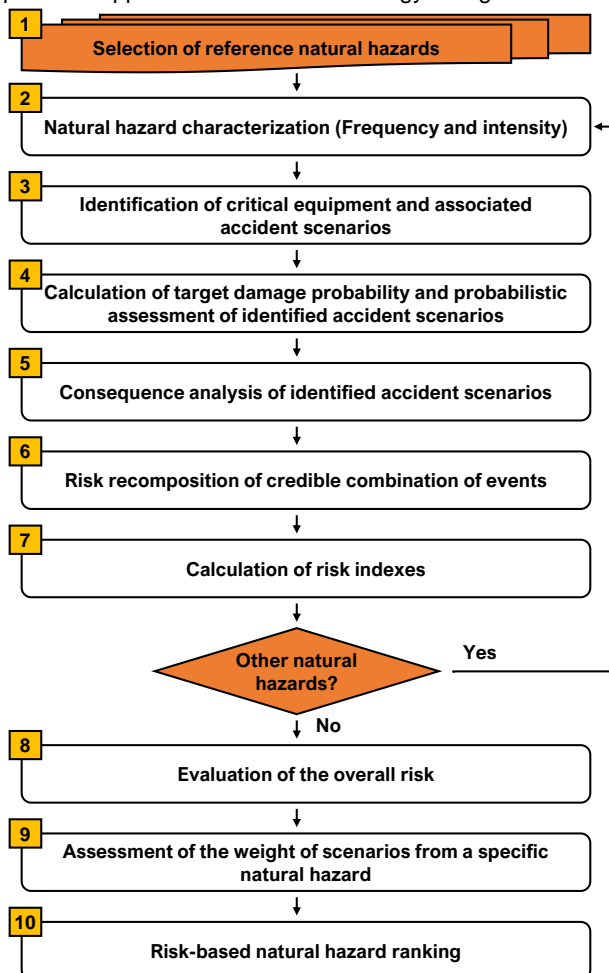 1
Selection of reference natural hazards
2
Natural hazard characterization (Frequency and intensity)
3
Identification of critical equipment and associated
accident scenarios
4
Calculation of target damage probability and probabilistic
assessment of identified accident scenarios
5
Consequence analysis of identified accident scenarios
6
Risk recomposition of credible combination of events
7
Calculation of risk indexes
Other natural
hazards?
Yes
No
8
Evaluation of the overall risk
9
Assessment of the weight of scenarios from a specific
natural hazard
10
Risk-based natural hazard ranking